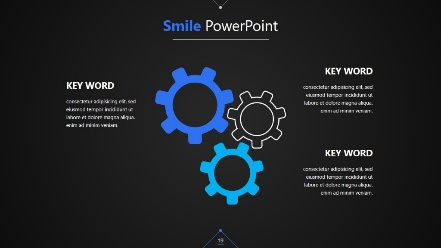 Smile PowerPoint
KEY WORD
consectetur adipisicing elit, sed
eiusmod tempor incididunt ut
labore et dolore magna aliqua.
enim ad minim veniam.
KEY WORD
consectetur adipisicing elit, sed
eiusmod tempor incididunt ut
labore et dolore magna aliqua.
enim ad minim veniam.
KEY WORD
consectetur adipisicing elit, sed
eiusmod tempor incididunt ut
labore et dolore magna aliqua.
enim ad minim veniam.
19